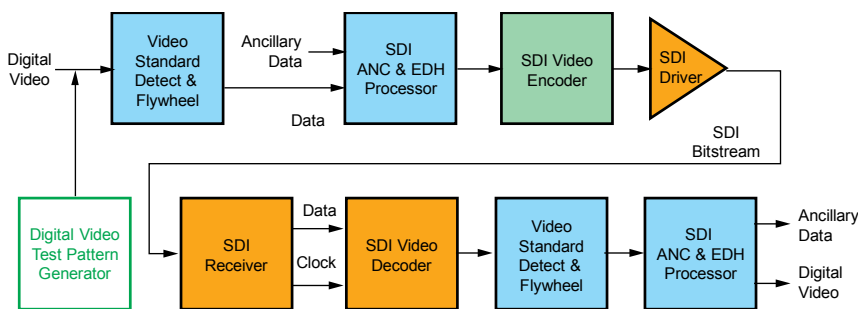 Digital
Video
Video
Standard
Detect &
Flywheel
Ancillary
Data
Data
SDI
ANC & EDH
Processor
SDI Video
Encoder
SDI
Driver
SDI
Bitstream
Digital Video
Test Pattern
Generator
SDI
Receiver
Data
Clock
SDI Video
Decoder
Video
Standard
Detect &
Flywheel
SDI
ANC & EDH
Processor
Ancillary
Data
Digital
Video